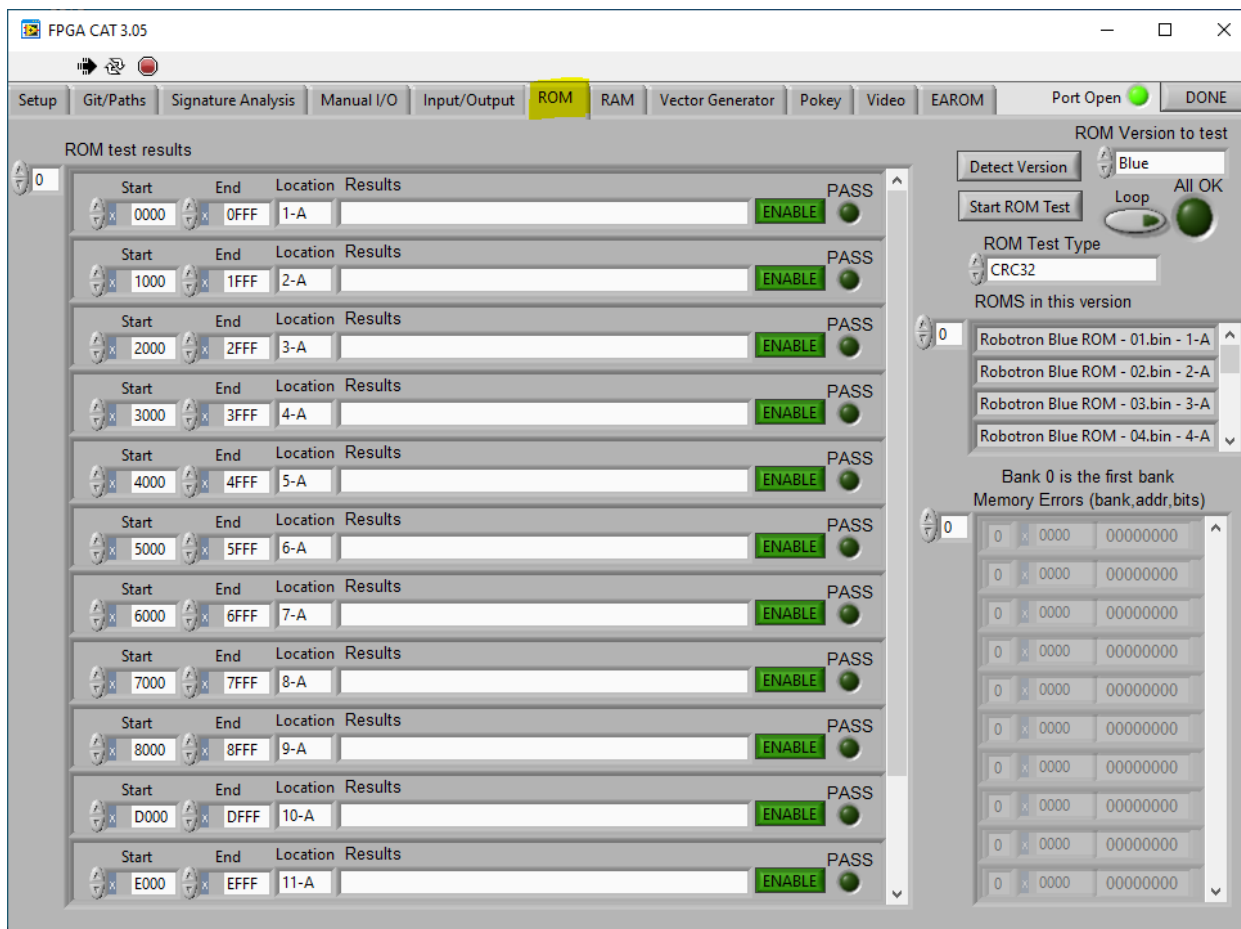 FPGA CAT 3.05
Setup Git/Paths Signature Analysis Manual I/O Input/Output ROM RAM Vector Generator Pokey Video EAROM Port Open DONE
ROM test results
0
Start End Location Results PASS
x 0000 x 0FFF 1-A ENABLE
Start End Location Results PASS
x 1000 x 1FFF 2-A ENABLE
Start End Location Results PASS
x 2000 x 2FFF 3-A ENABLE
Start End Location Results PASS
x 3000 x 3FFF 4-A ENABLE
Start End Location Results PASS
x 4000 x 4FFF 5-A ENABLE
Start End Location Results PASS
x 5000 x 5FFF 6-A ENABLE
Start End Location Results PASS
x 6000 x 6FFF 7-A ENABLE
Start End Location Results PASS
x 7000 x 7FFF 8-A ENABLE
Start End Location Results PASS
x 8000 x 8FFF 9-A ENABLE
Start End Location Results PASS
x D000 x DFFF 10-A ENABLE
Start End Location Results PASS
x E000 x EFFF 11-A ENABLE
ROM Version to test
Detect Version Blue
Start ROM Test Loop All OK
ROM Test Type
CRC32
ROMS in this version
0
Robotron Blue ROM - 01.bin - 1-A
Robotron Blue ROM - 02.bin - 2-A
Robotron Blue ROM - 03.bin - 3-A
Robotron Blue ROM - 04.bin - 4-A
Bank 0 is the first bank
Memory Errors (bank,addr,bits)
0
0 x 0000 00000000
0 x 0000 00000000
0 x 0000 00000000
0 x 0000 00000000
0 x 0000 00000000
0 x 0000 00000000
0 x 0000 00000000
0 x 0000 00000000
0 x 0000 00000000
0 x 0000 00000000